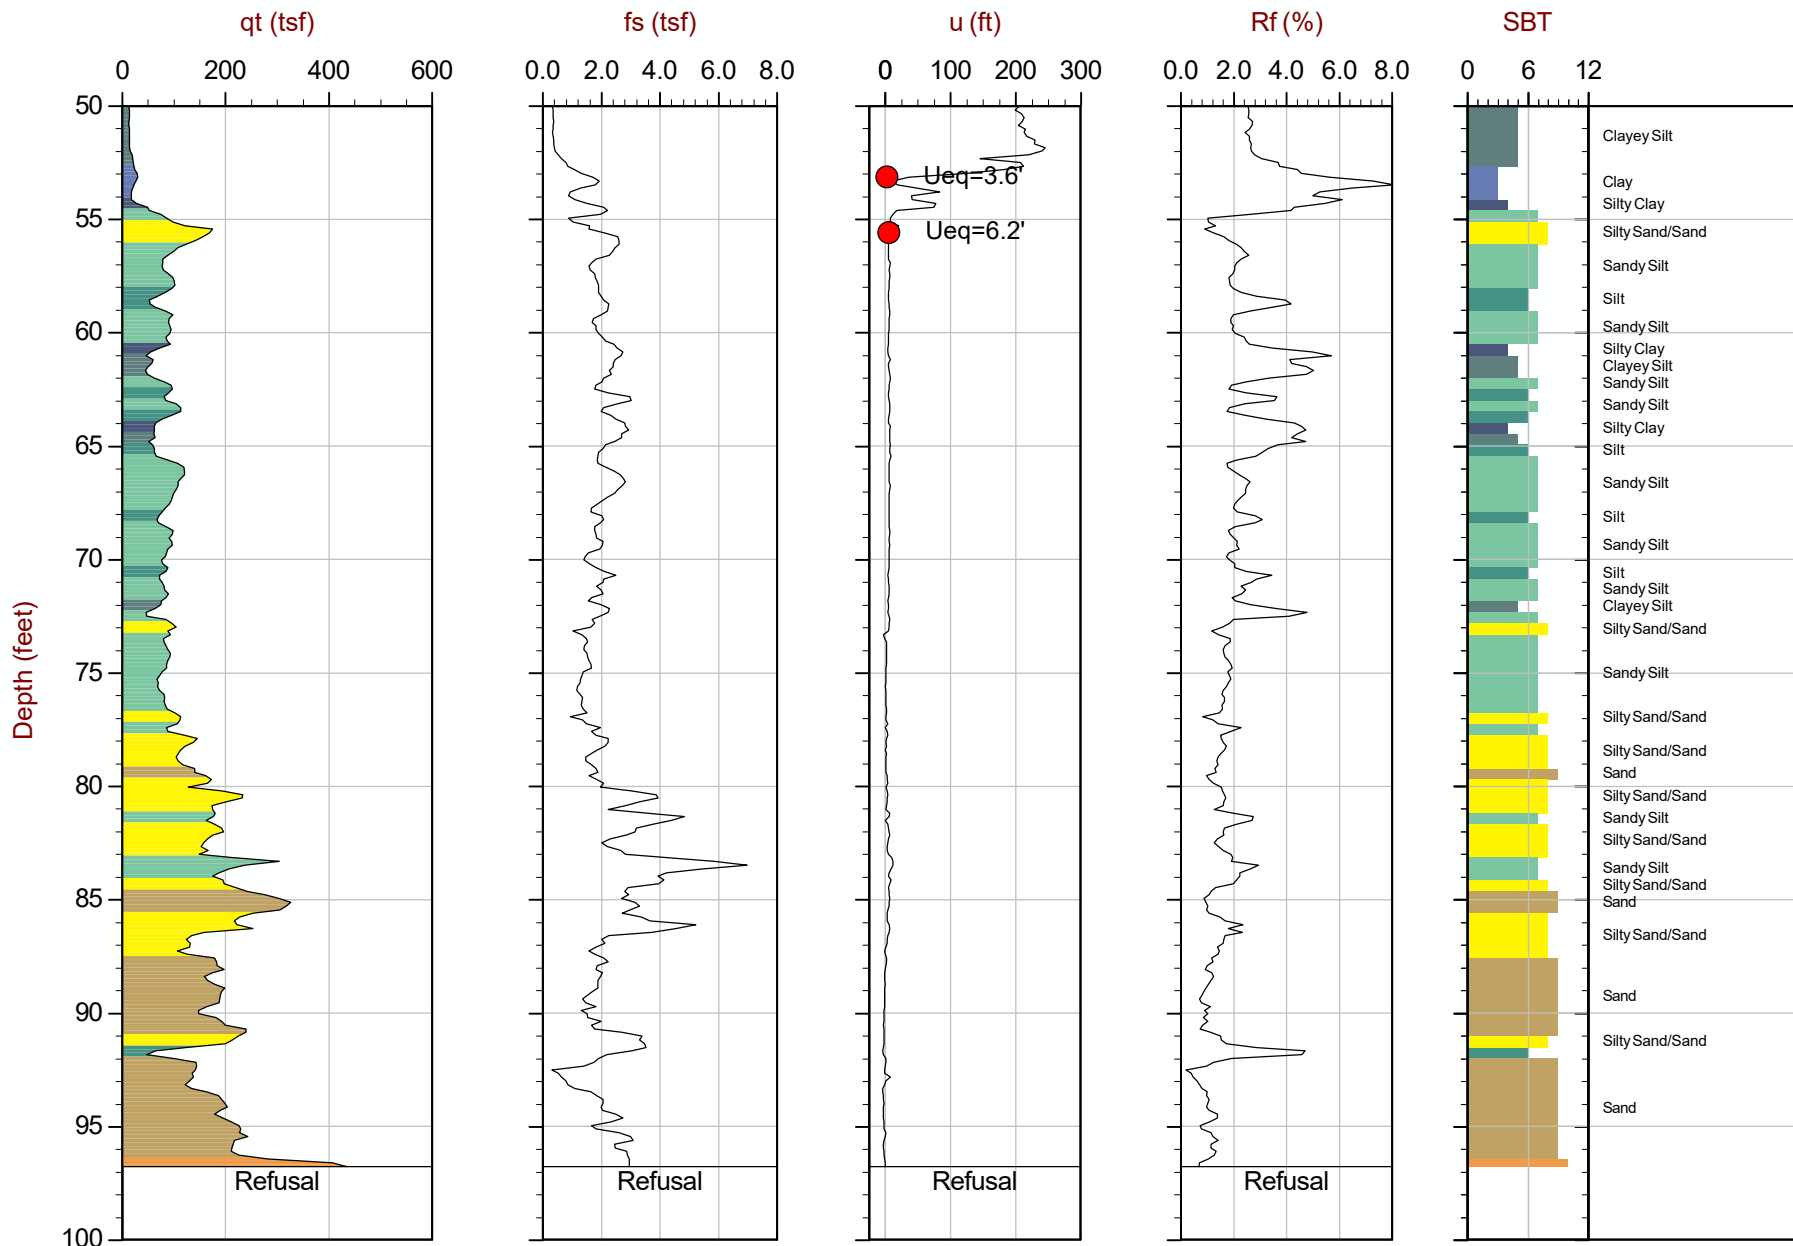 qt (tsf) fs (tsf) u (ft) Rf (%) SBT
0 200 400 600 0.0 2.0 4.0 6.0 8.0 0 100 200 300 0.0 2.0 4.0 6.0 8.0 0 6 12
50
Clayey Silt
Ueq=3.6'
Clay
Silty Clay
55
Ueq=6.2'
Silty Sand/Sand
Sandy Silt
Silt
60
Sandy Silt
Silty Clay
Clayey Silt
Sandy Silt
Sandy Silt
Silty Clay
65
Silt
Sandy Silt
Silt
Sandy Silt
70
Silt
Sandy Silt
Clayey Silt
Silty Sand/Sand
Depth (feet)
75
Sandy Silt
Silty Sand/Sand
Silty Sand/Sand
Sand
80
Silty Sand/Sand
Sandy Silt
Silty Sand/Sand
Sandy Silt
Silty Sand/Sand
85
Sand
Silty Sand/Sand
Sand
90
Silty Sand/Sand
Sand
95
Refusal Refusal Refusal Refusal
100